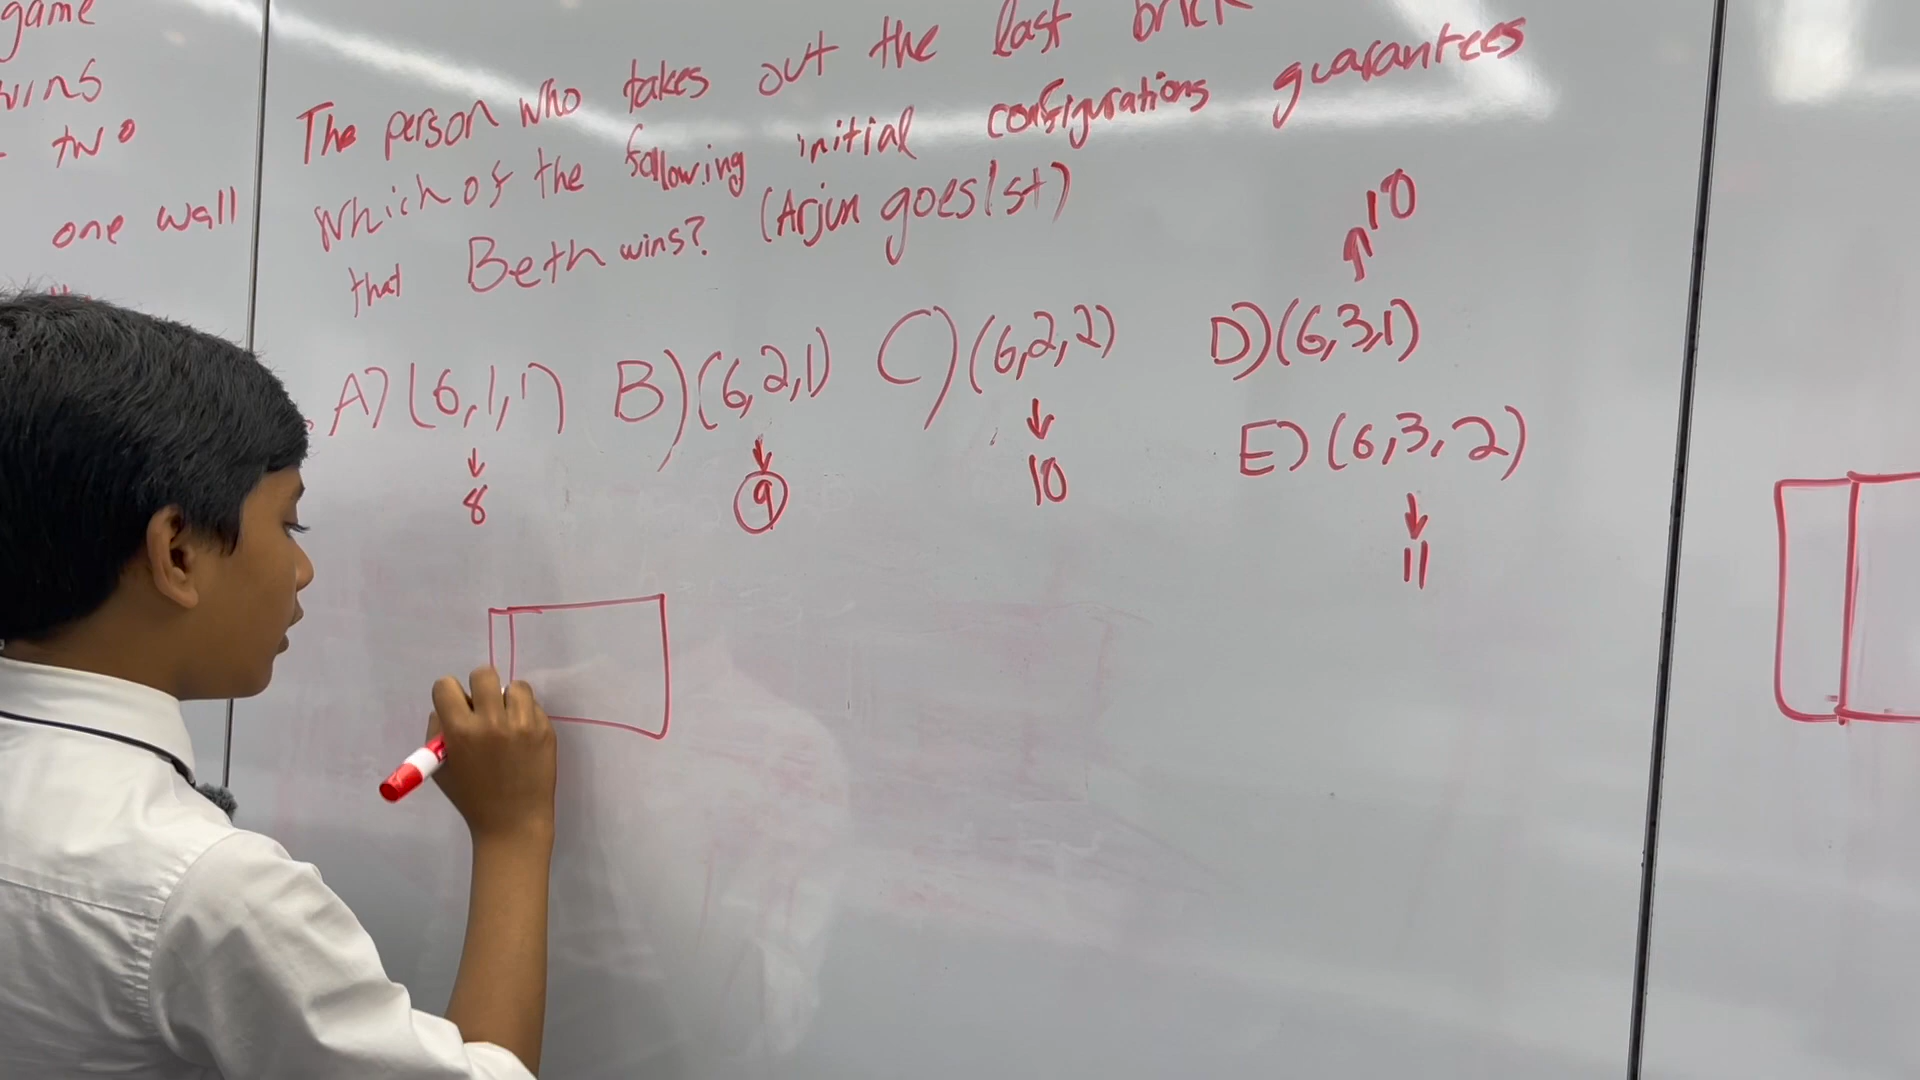 game
wins
two
one wall
The person who takes out the last brick
Which of the following initial configurations guarantees
that Beth wins? (Arjun goes 1st)
10
A) (6,1,1) B) (6,2,1) C) (6,2,2) D) (6,3,1)
8 9 10
E) (6,3,2)
11